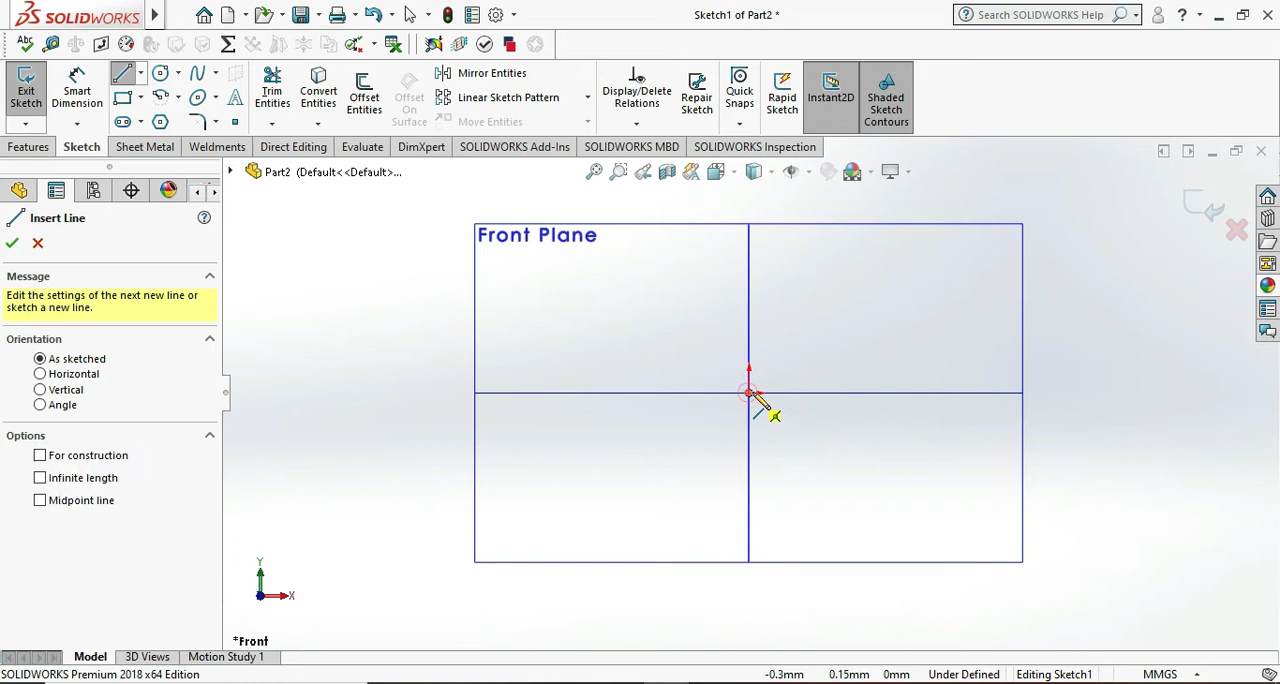 SOLIDWORKS
Sketch1 of Part2 *
Search SOLIDWORKS Help
Exit Sketch
Smart Dimension
Trim Entities
Convert Entities
Offset Entities
Offset On Surface
Mirror Entities
Linear Sketch Pattern
Move Entities
Display/Delete Relations
Repair Sketch
Quick Snaps
Rapid Sketch
Instant2D
Shaded Sketch Contours
Features
Sketch
Sheet Metal
Weldments
Direct Editing
Evaluate
DimXpert
SOLIDWORKS Add-Ins
SOLIDWORKS MBD
SOLIDWORKS Inspection
Part2 (Default<<Default>...
Insert Line
Message
Edit the settings of the next new line or
sketch a new line.
Orientation
As sketched
Horizontal
Vertical
Angle
Options
For construction
Infinite length
Midpoint line
Front Plane
Y
X
*Front
Model
3D Views
Motion Study 1
SOLIDWORKS Premium 2018 x64 Edition
-0.3mm
0.15mm
0mm
Under Defined
Editing Sketch1
MMGS